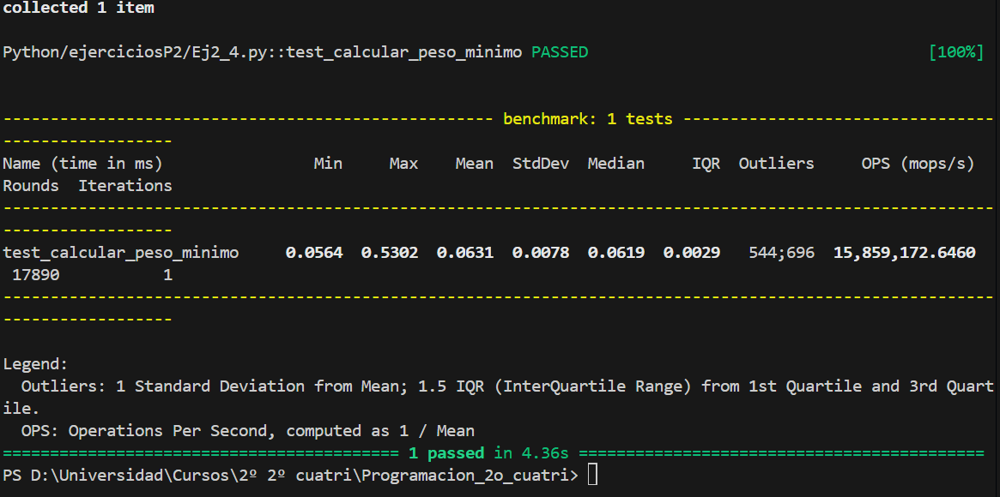 collected 1 item
Python/ejerciciosP2/Ej2_4.py::test_calcular_peso_minimo PASSED [100%]
---------------------------------------------------- benchmark: 1 tests ---------------------------------
------------------
Name (time in ms) Min Max Mean StdDev Median IQR Outliers OPS (mops/s)
Rounds Iterations
---------------------------------------------------------------------------------------------------------
------------------
test_calcular_peso_minimo 0.0564 0.5302 0.0631 0.0078 0.0619 0.0029 544;696 15,859,172.6460
17890 1
---------------------------------------------------------------------------------------------------------
------------------
Legend:
Outliers: 1 Standard Deviation from Mean; 1.5 IQR (InterQuartile Range) from 1st Quartile and 3rd Quart
ile.
OPS: Operations Per Second, computed as 1 / Mean
========================================== 1 passed in 4.36s ===========================================
PS D:\Universidad\Cursos\2º 2º cuatri\Programacion_2o_cuatri>